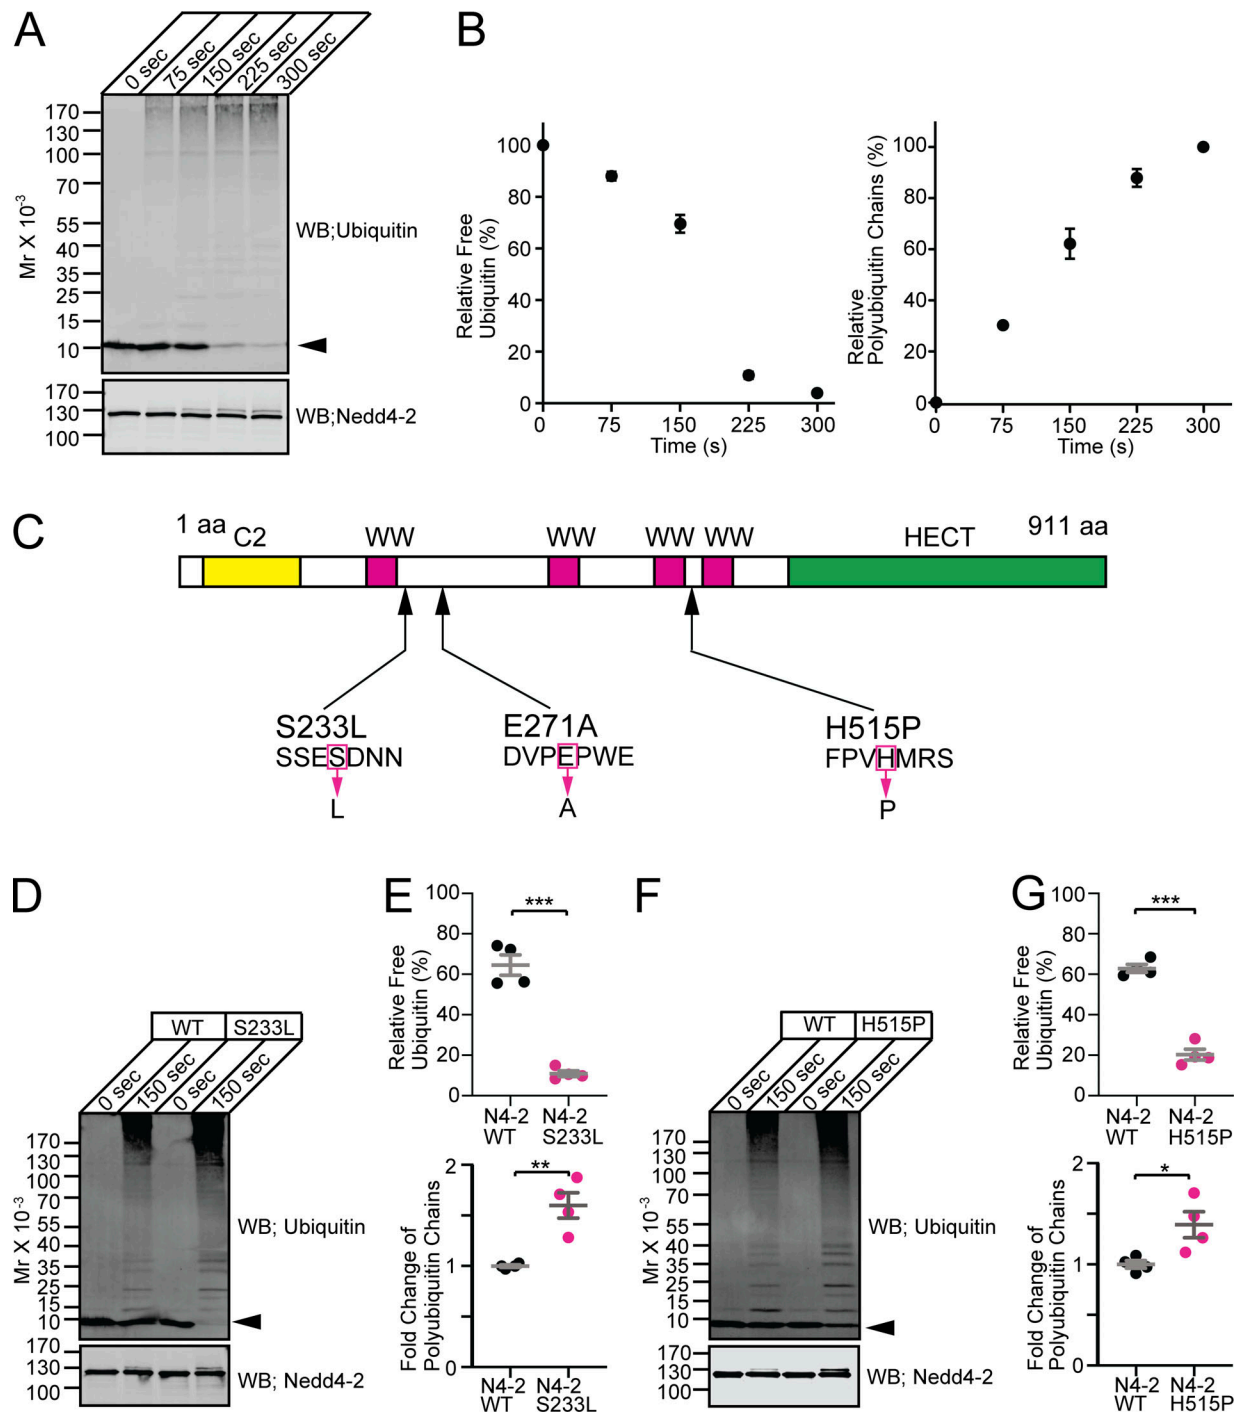 A
0 sec
75 sec
150 sec
225 sec
300 sec
Mr X 10-3
170
130
100
70
55
40
35
25
15
10
WB;Ubiquitin
170
130
100
WB;Nedd4-2
B
Relative Free
Ubiquitin (%)
100
80
60
40
20
0
0 75 150 225 300
Time (s)
Relative
Polyubiquitin Chains (%)
100
80
60
40
20
0
0 75 150 225 300
Time (s)
C
1 aa
C2
WW
WW
WW
WW
HECT
911 aa
S233L
SSESDNN
L
E271A
DVPEPWE
A
H515P
FPVHMRS
P
D
WT S233L
0 sec
150 sec
0 sec
150 sec
Mr X 10-3
170
130
100
70
55
40
35
25
15
10
WB; Ubiquitin
170
130
100
WB; Nedd4-2
E
Relative Free
Ubiquitin (%)
100
80
60
40
20
0
***
N4-2 N4-2
WT S233L
Fold Change of
Polyubiquitin Chains
2
1
0
**
N4-2 N4-2
WT S233L
F
WT H515P
0 sec
150 sec
0 sec
150 sec
Mr X 10-3
170
130
100
70
55
40
35
25
15
10
WB; Ubiquitin
170
130
100
WB; Nedd4-2
G
Relative Free
Ubiquitin (%)
100
80
60
40
20
0
***
N4-2 N4-2
WT H515P
Fold Change of
Polyubiquitin Chains
2
1
0
*
N4-2 N4-2
WT H515P